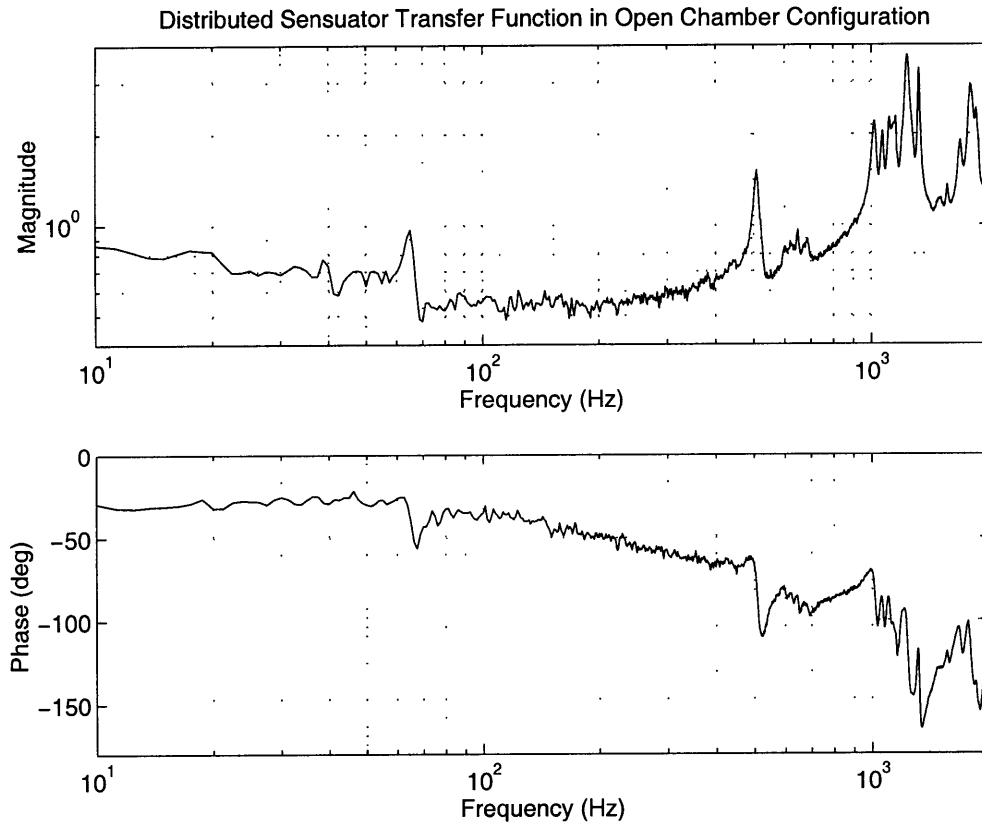 Distributed Sensuator Transfer Function in Open Chamber Configuration
Magnitude
10^0
10^1
10^2
10^3
Frequency (Hz)
Phase (deg)
0
−50
−100
−150
10^1
10^2
10^3
Frequency (Hz)